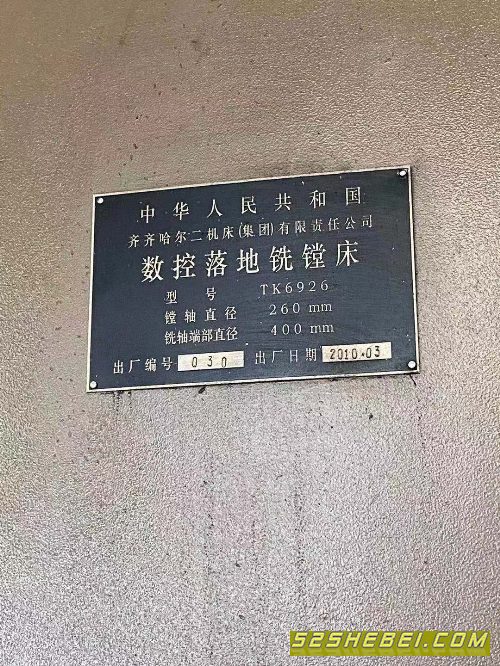 中华人民共和国
齐齐哈尔二机床(集团)有限责任公司
数控落地铣镗床
型号 TK6926
镗轴直径 260 mm
铣轴端部直径 400 mm
出厂编号 030 出厂日期 2010.03
52SHEBEI.COM